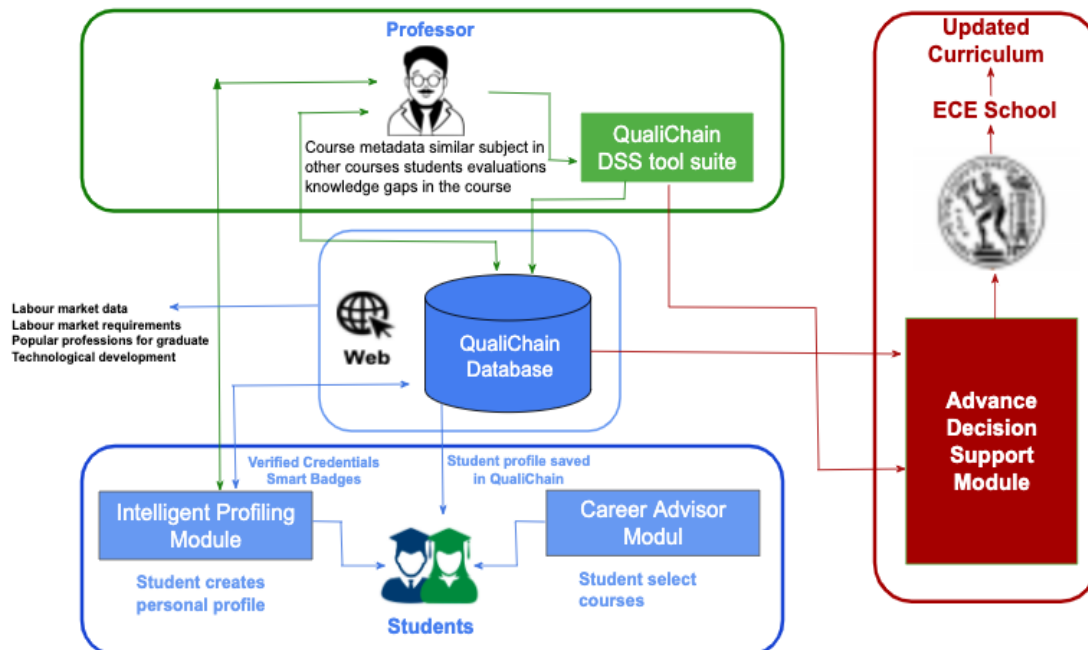 Professor
Course metadata similar subject in
other courses students evaluations
knowledge gaps in the course
QualiChain
DSS tool suite
Updated
Curriculum
ECE School
Labour market data
Labour market requirements
Popular professions for graduate
Technological development
Web
QualiChain
Database
Advance
Decision
Support
Module
Verified Credentials
Smart Badges
Student profile saved
in QualiChain
Intelligent Profiling
Module
Career Advisor
Modul
Student creates
personal profile
Student select
courses
Students